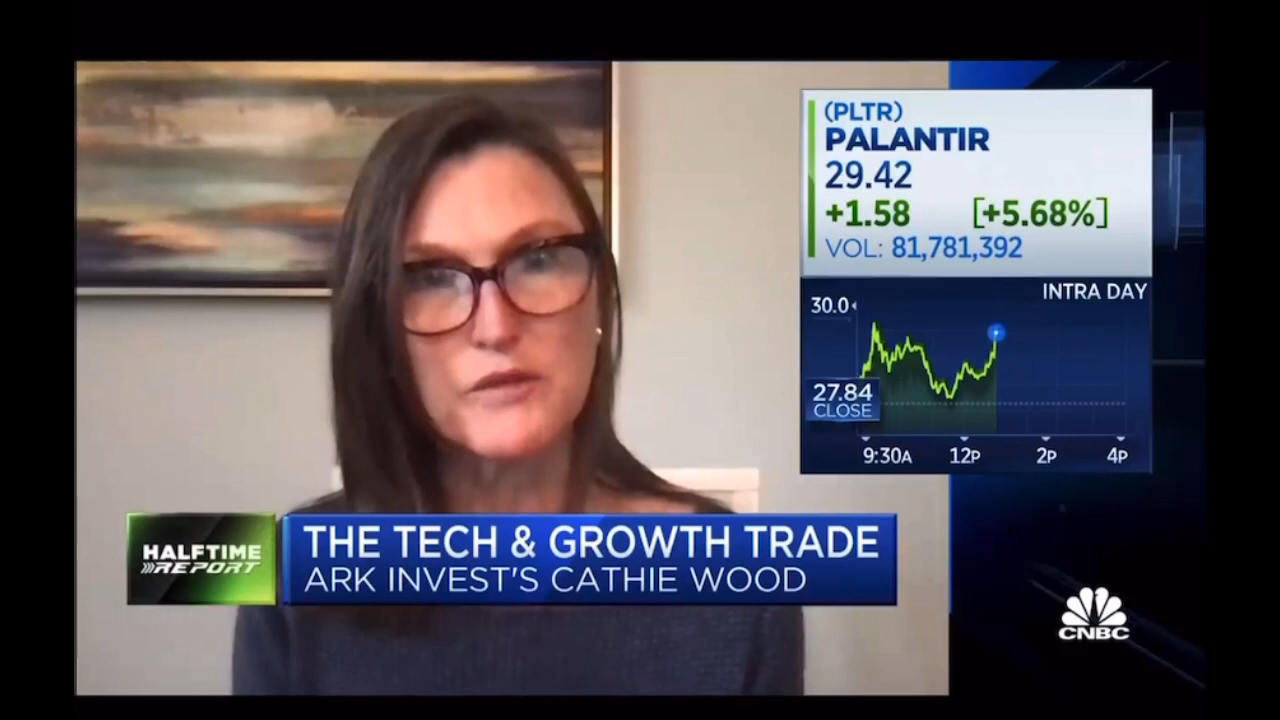 (PLTR)
PALANTIR
29.42
+1.58 [+5.68%]
VOL: 81,781,392
INTRA DAY
30.0
27.84
CLOSE
9:30A 12P 2P 4P
HALFTIME
REPORT
THE TECH & GROWTH TRADE
ARK INVEST'S CATHIE WOOD
CNBC